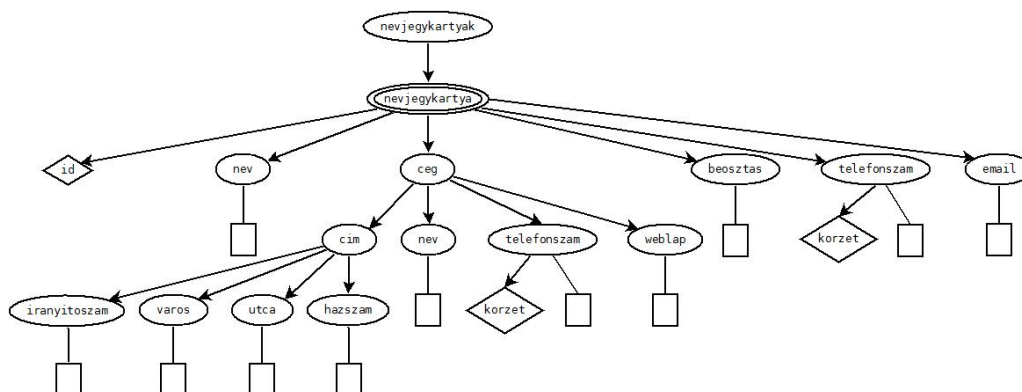 nevjegykartyak
nevjegykartya
id
nev
ceg
beosztas
telefonszam
email
cim
nev
telefonszam
weblap
korzet
iranyitoszam
varos
utca
hazszam
korzet